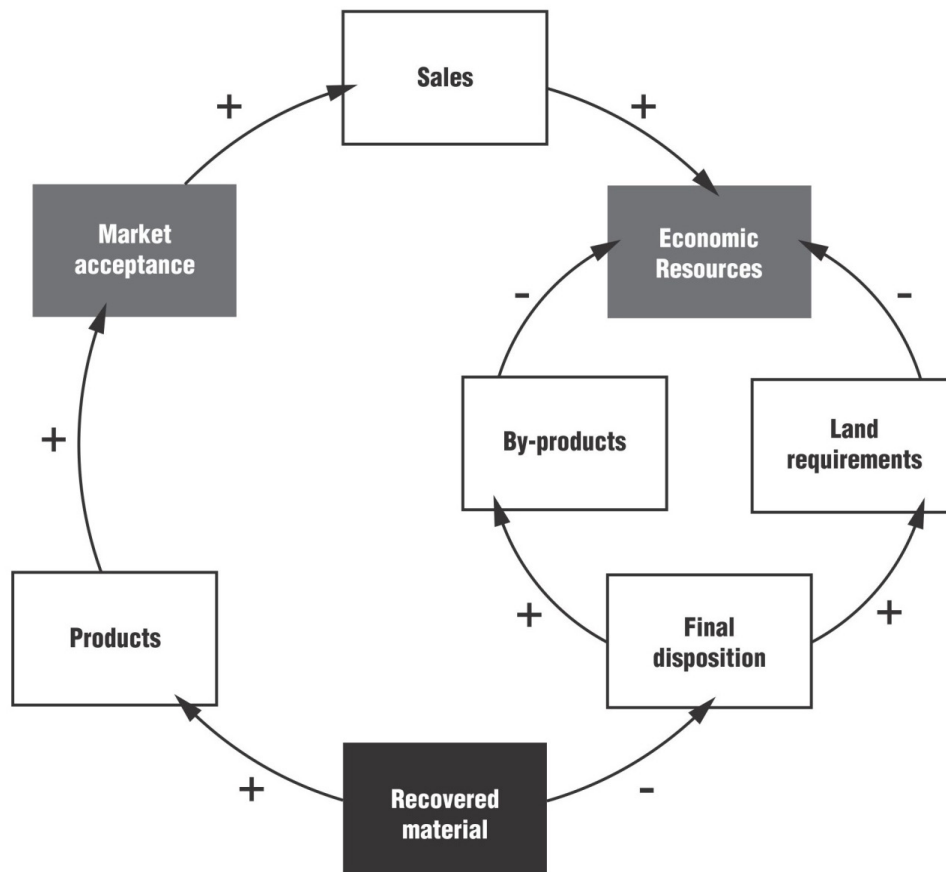 Sales
+
+
Market
acceptance
Economic
Resources
-
-
+
By-products
Land
requirements
Products
+
Final
disposition
+
+
Recovered
material
-